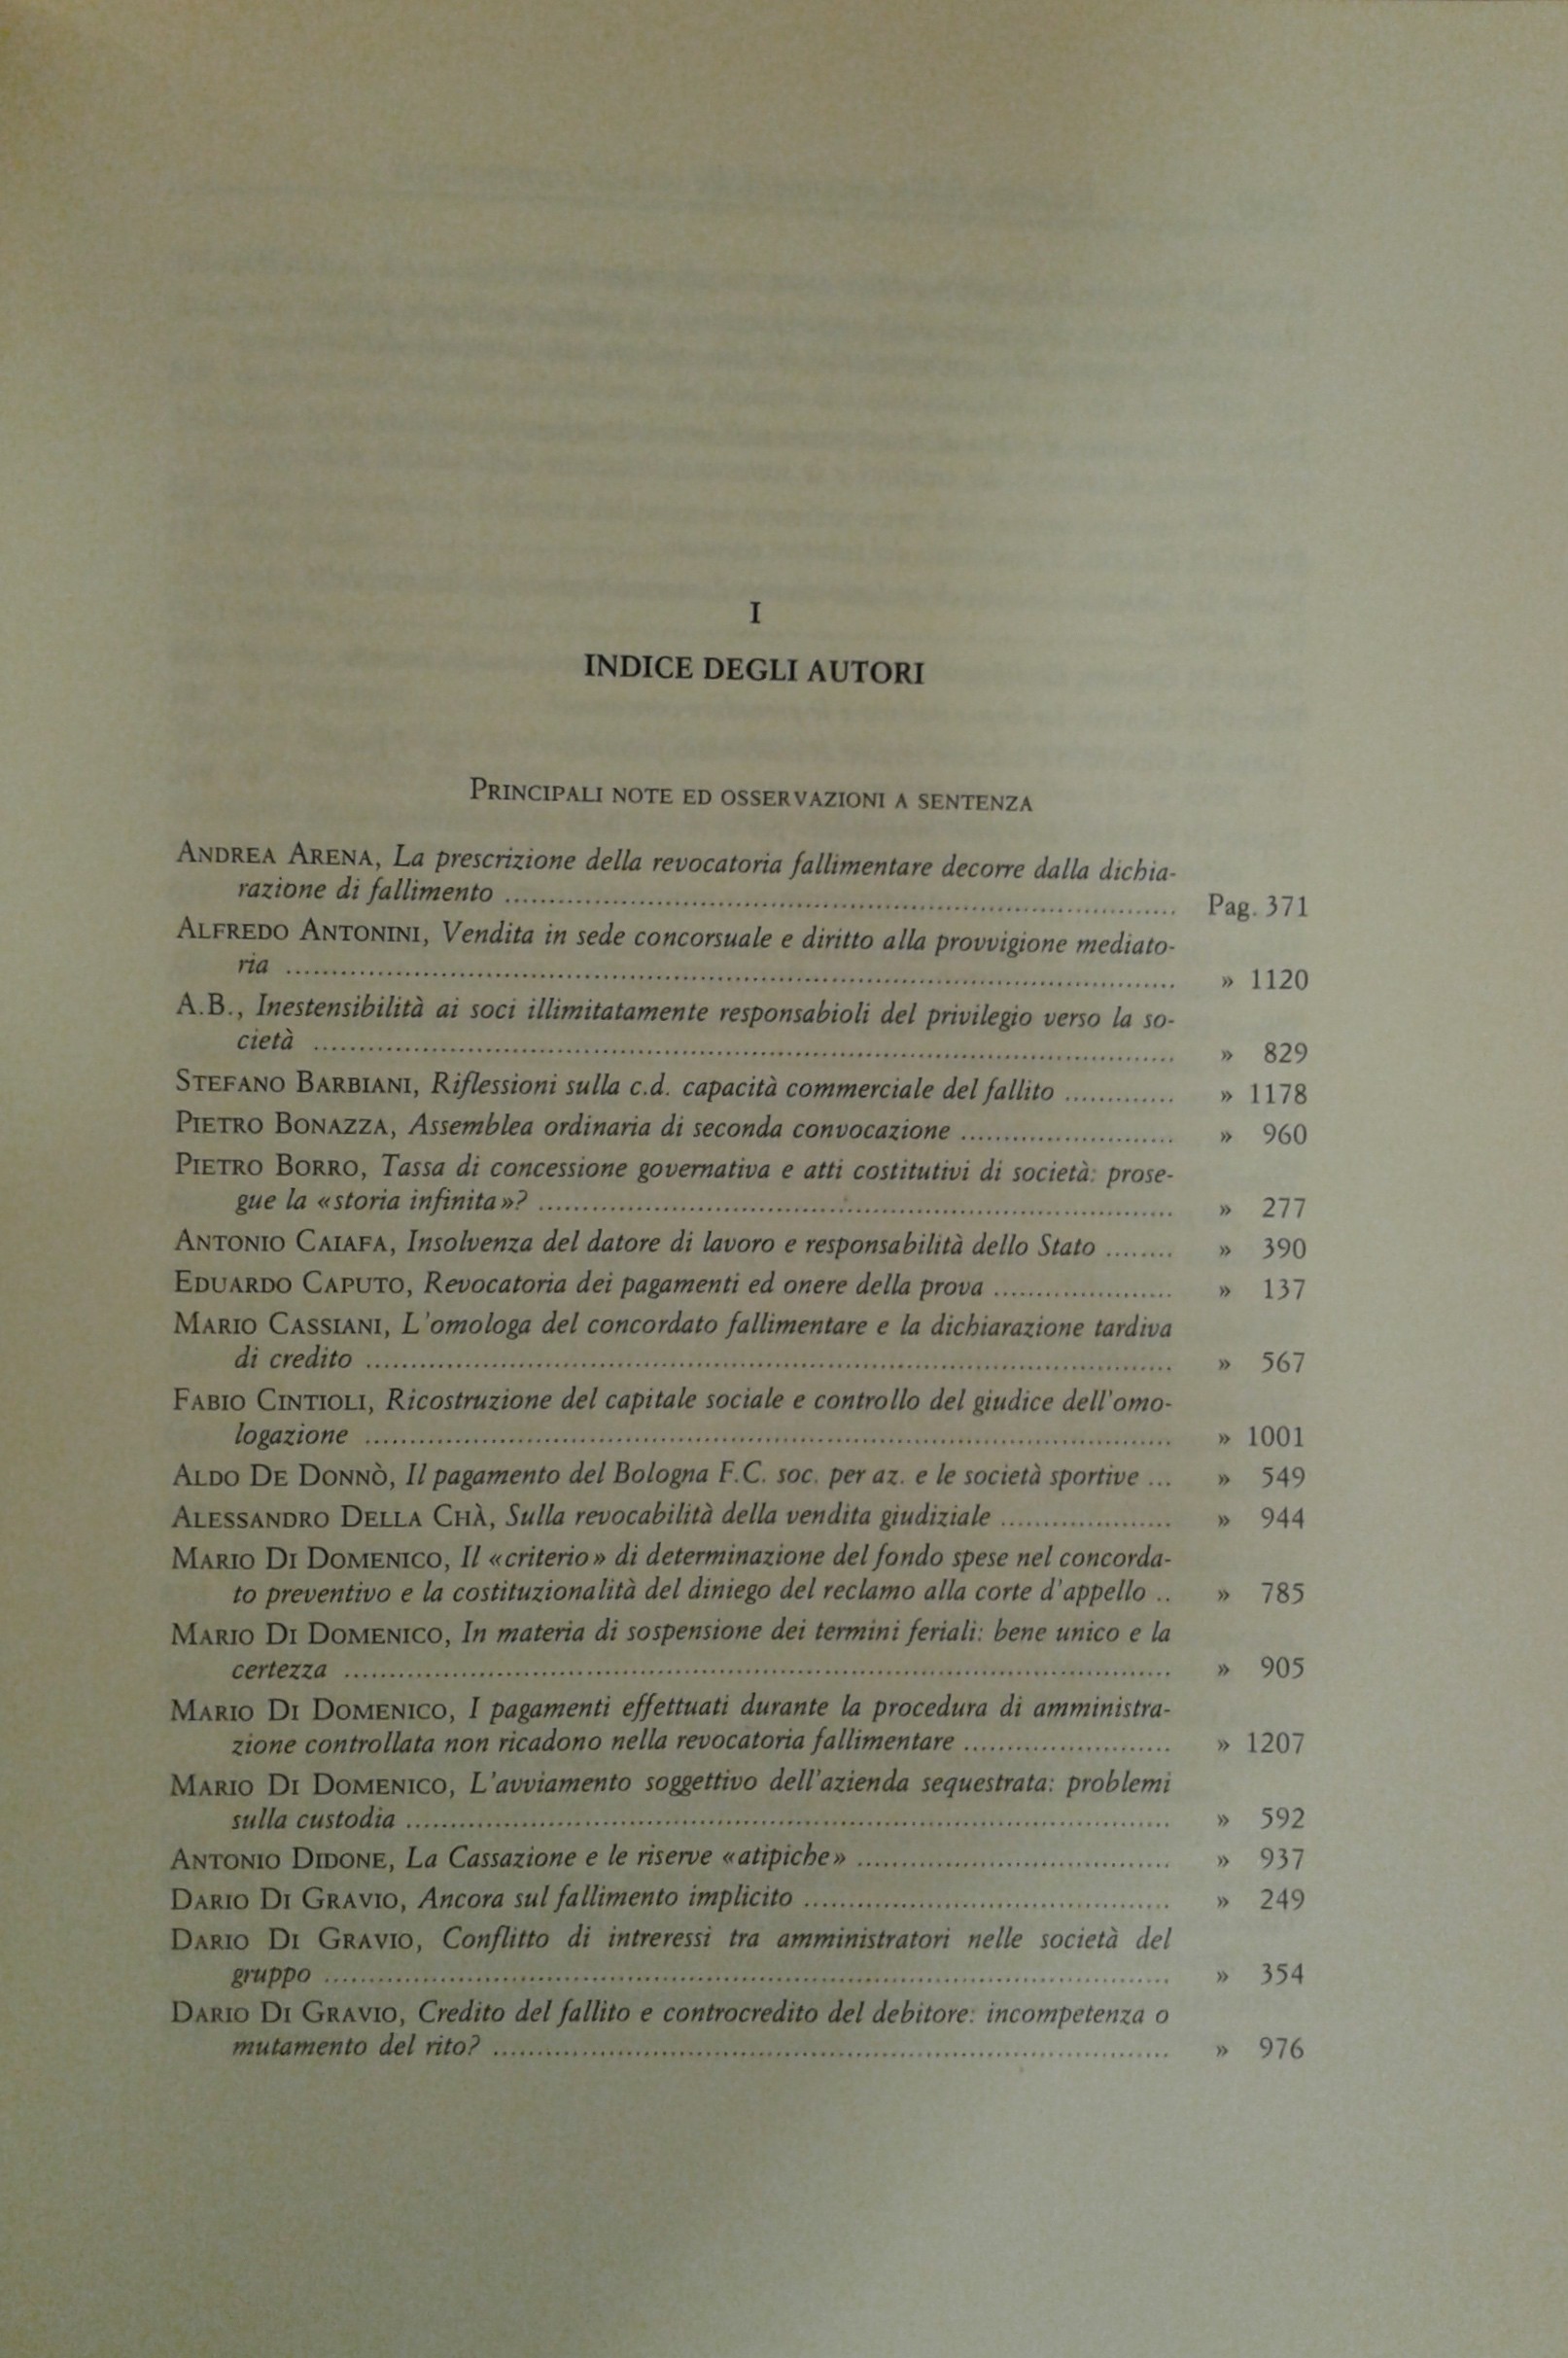 I
INDICE DEGLI AUTORI
PRINCIPALI NOTE ED OSSERVAZIONI A SENTENZA
ANDREA ARENA, La prescrizione della revocatoria fallimentare decorre dalla dichia-
razione di fallimento ........ Pag. 371
ALFREDO ANTONINI, Vendita in sede concorsuale e diritto alla provvigione mediato-
ria ........ » 1120
A.B., Inestensibilità ai soci illimitatamente responsabioli del privilegio verso la so-
cietà ........ » 829
STEFANO BARBIANI, Riflessioni sulla c.d. capacità commerciale del fallito ........ » 1178
PIETRO BONAZZA, Assemblea ordinaria di seconda convocazione ........ » 960
PIETRO BORRO, Tassa di concessione governativa e atti costitutivi di società: prose-
gue la «storia infinita»? ........ » 277
ANTONIO CAIAFA, Insolvenza del datore di lavoro e responsabilità dello Stato ........ » 390
EDUARDO CAPUTO, Revocatoria dei pagamenti ed onere della prova ........ » 137
MARIO CASSIANI, L'omologa del concordato fallimentare e la dichiarazione tardiva
di credito ........ » 567
FABIO CINTIOLI, Ricostruzione del capitale sociale e controllo del giudice dell'omo-
logazione ........ » 1001
ALDO DE DONNÒ, Il pagamento del Bologna F.C. soc. per az. e le società sportive ... » 549
ALESSANDRO DELLA CHÀ, Sulla revocabilità della vendita giudiziale ........ » 944
MARIO DI DOMENICO, Il «criterio» di determinazione del fondo spese nel concorda-
to preventivo e la costituzionalità del diniego del reclamo alla corte d'appello .. » 785
MARIO DI DOMENICO, In materia di sospensione dei termini feriali: bene unico e la
certezza ........ » 905
MARIO DI DOMENICO, I pagamenti effettuati durante la procedura di amministra-
zione controllata non ricadono nella revocatoria fallimentare ........ » 1207
MARIO DI DOMENICO, L'avviamento soggettivo dell'azienda sequestrata: problemi
sulla custodia ........ » 592
ANTONIO DIDONE, La Cassazione e le riserve «atipiche» ........ » 937
DARIO DI GRAVIO, Ancora sul fallimento implicito ........ » 249
DARIO DI GRAVIO, Conflitto di intreressi tra amministratori nelle società del
gruppo ........ » 354
DARIO DI GRAVIO, Credito del fallito e controcredito del debitore: incompetenza o
mutamento del rito? ........ » 976